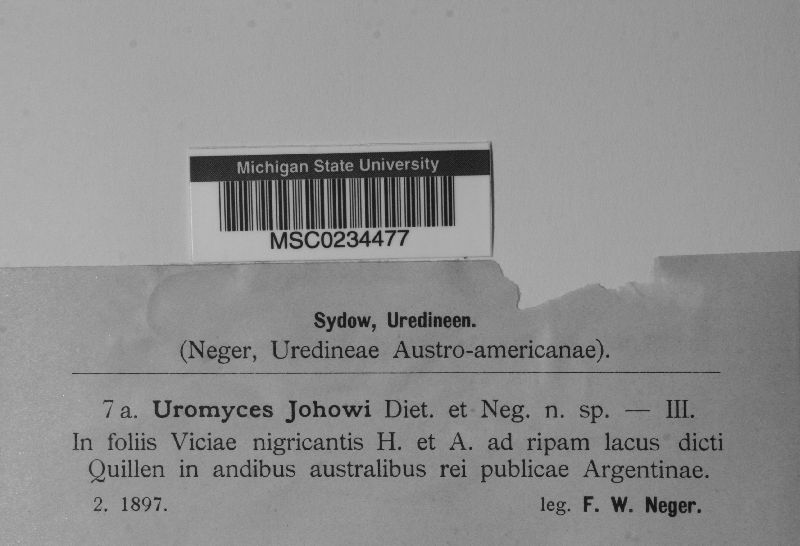 Michigan State University
MSC0234477
Sydow, Uredineen.
(Neger, Uredineae Austro-americanae).
7 a. Uromyces Johowi Diet. et Neg. n. sp. — III.
In foliis Viciae nigricantis H. et A. ad ripam lacus dicti
Quillen in andibus australibus rei publicae Argentinae.
2. 1897. leg. F. W. Neger.